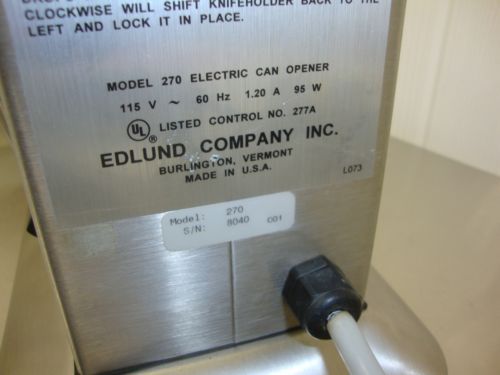 CLOCKWISE WILL SHIFT KNIFEHOLDER BACK TO THE
LEFT AND LOCK IT IN PLACE.
MODEL 270 ELECTRIC CAN OPENER
115 V ~ 60 Hz 1.20 A 95 W
UL LISTED CONTROL NO. 277A
EDLUND COMPANY INC.
BURLINGTON, VERMONT
MADE IN U.S.A.
L073
Model: 270
S/N: 8040 001